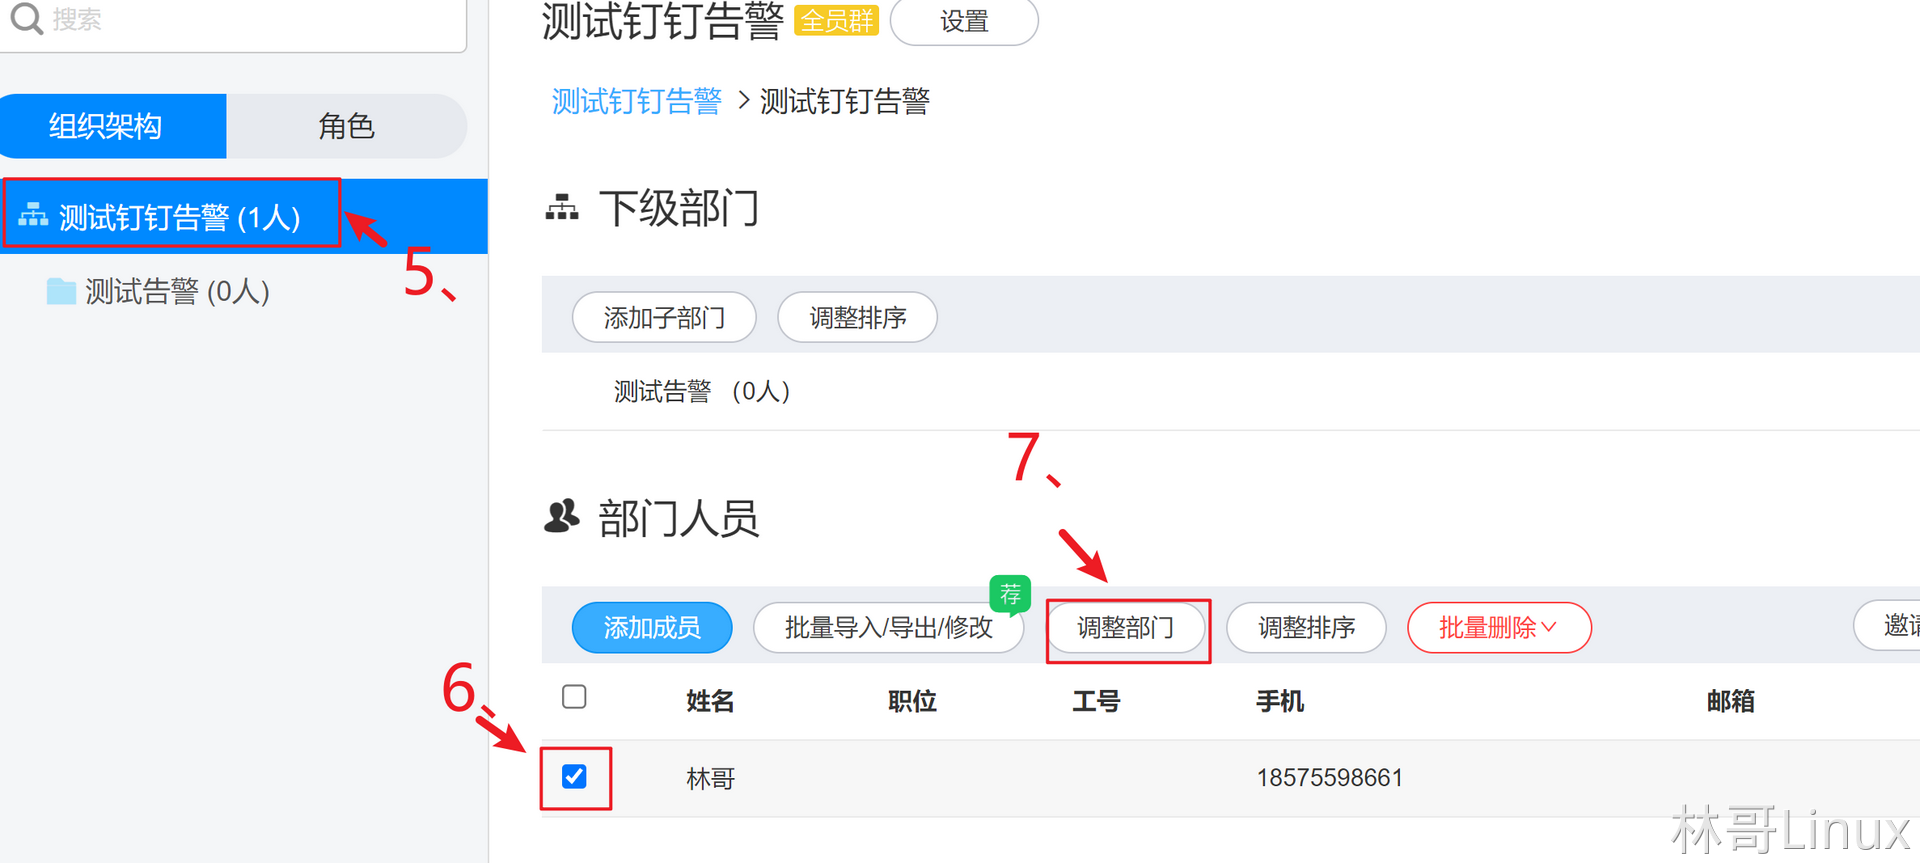 搜索
组织架构
角色
测试钉钉告警 (1人)
5、
测试告警 (0人)
测试钉钉告警 全员群 设置
测试钉钉告警 > 测试钉钉告警
下级部门
添加子部门 调整排序
测试告警 (0人)
7、
部门人员
荐
添加成员 批量导入/导出/修改 调整部门 调整排序 批量删除
6、
姓名 职位 工号 手机 邮箱
林哥 18575598661
林哥Linux